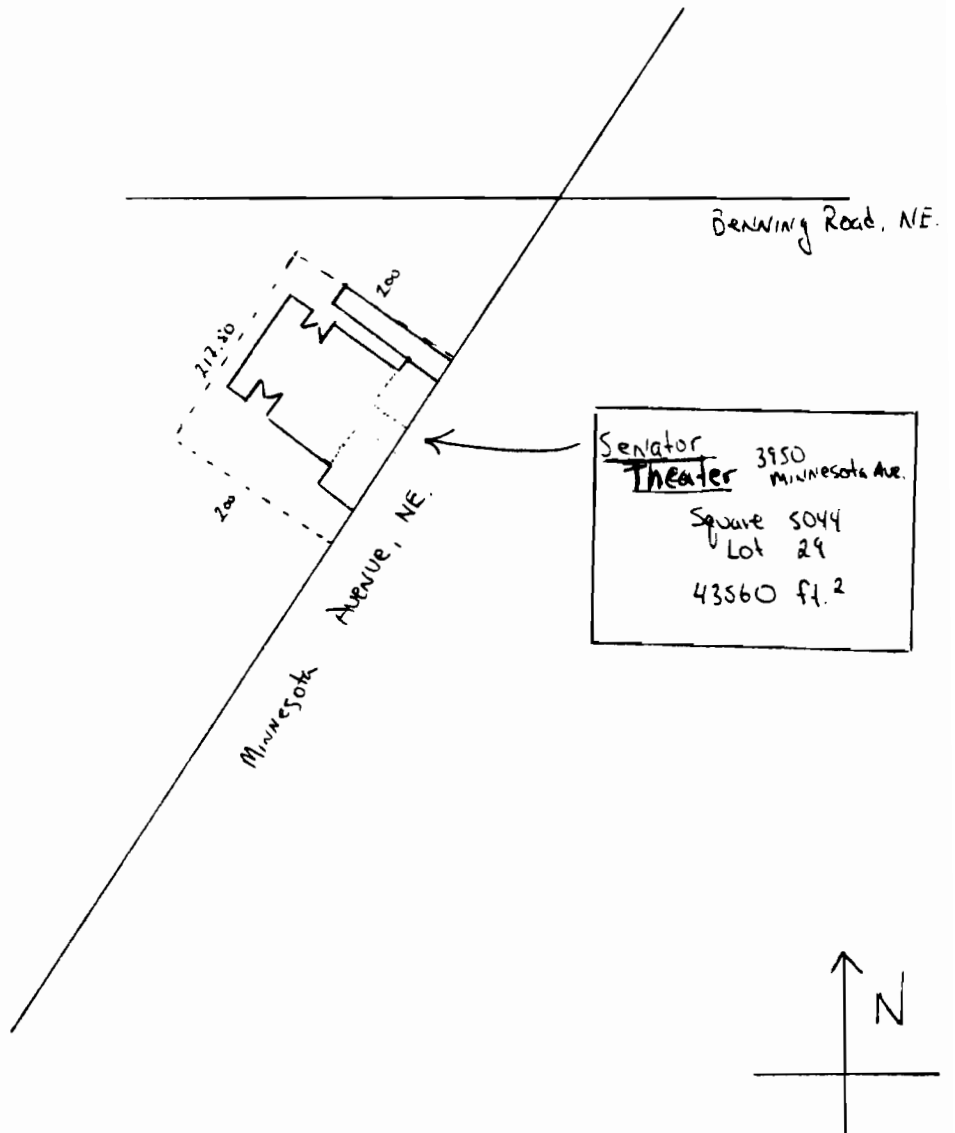 Benning Road, NE.
200
217.80
200
Minnesota Avenue, NE.
Senator
Theater
3950
Minnesota Ave.
Square 5044
Lot 29
43560 ft.²
N